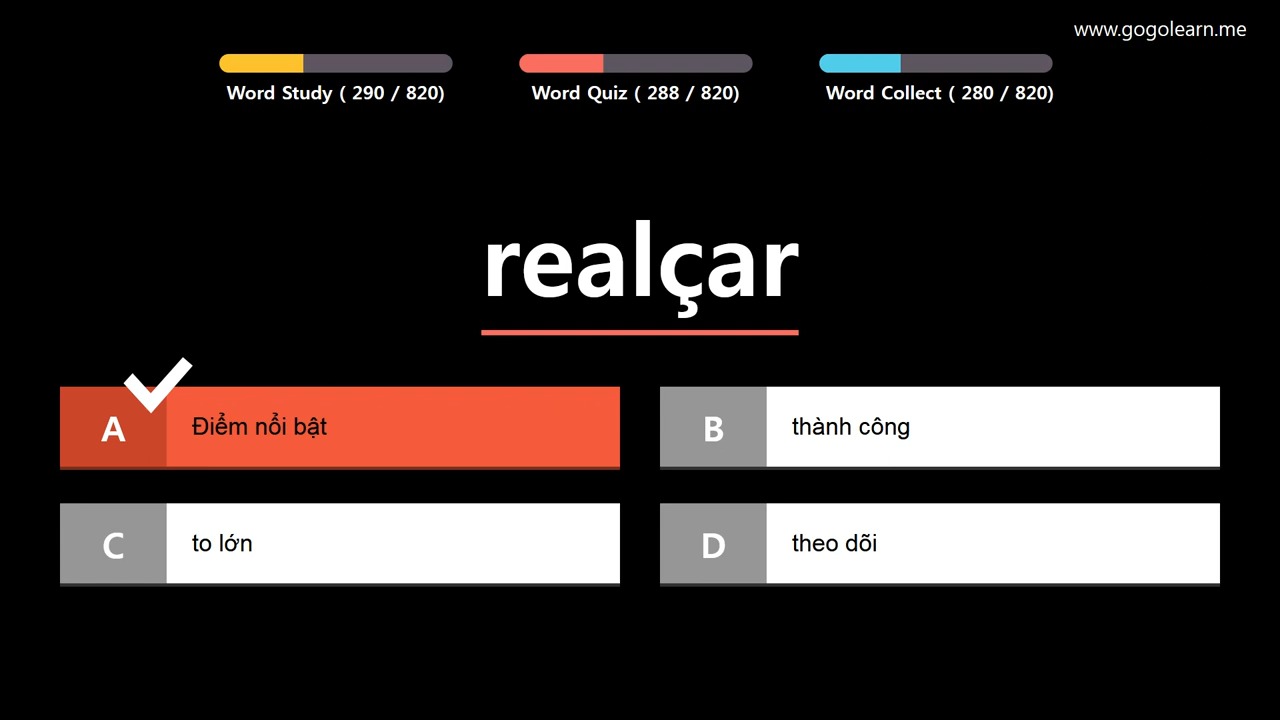 www.gogolearn.me
Word Study ( 290 / 820)
Word Quiz ( 288 / 820)
Word Collect ( 280 / 820)
realçar
A
Điểm nổi bật
B
thành công
C
to lớn
D
theo dõi